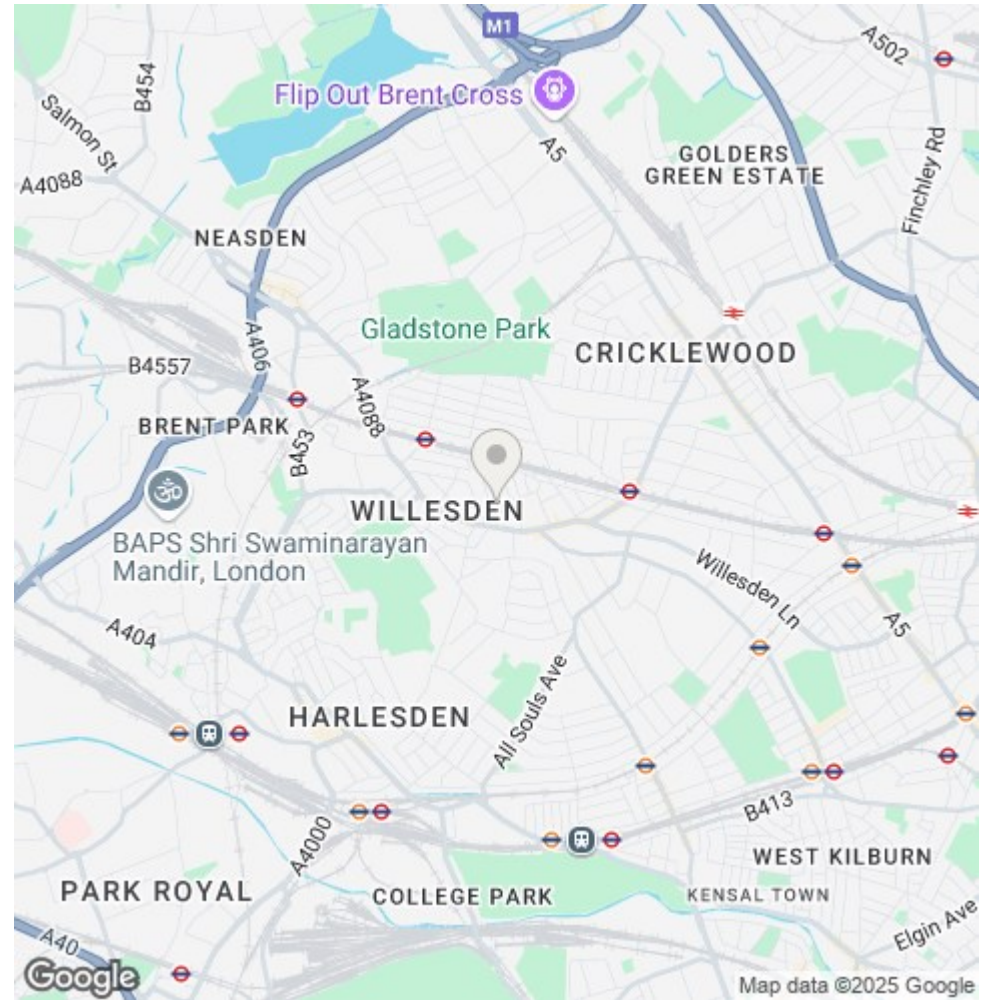 M1
A502
B454
Flip Out Brent Cross
Salmon St
A5
GOLDERS
GREEN ESTATE
A4088
Finchley Rd
NEASDEN
Gladstone Park
A406
CRICKLEWOOD
B4557
A4088
BRENT PARK
B453
WILLESDEN
BAPS Shri Swaminarayan
Mandir, London
Willesden Ln
A404
A5
All Souls Ave
HARLESDEN
B413
A4000
WEST KILBURN
PARK ROYAL
COLLEGE PARK
KENSAL TOWN
Elgin Ave
A40
Google
Map data ©2025 Google